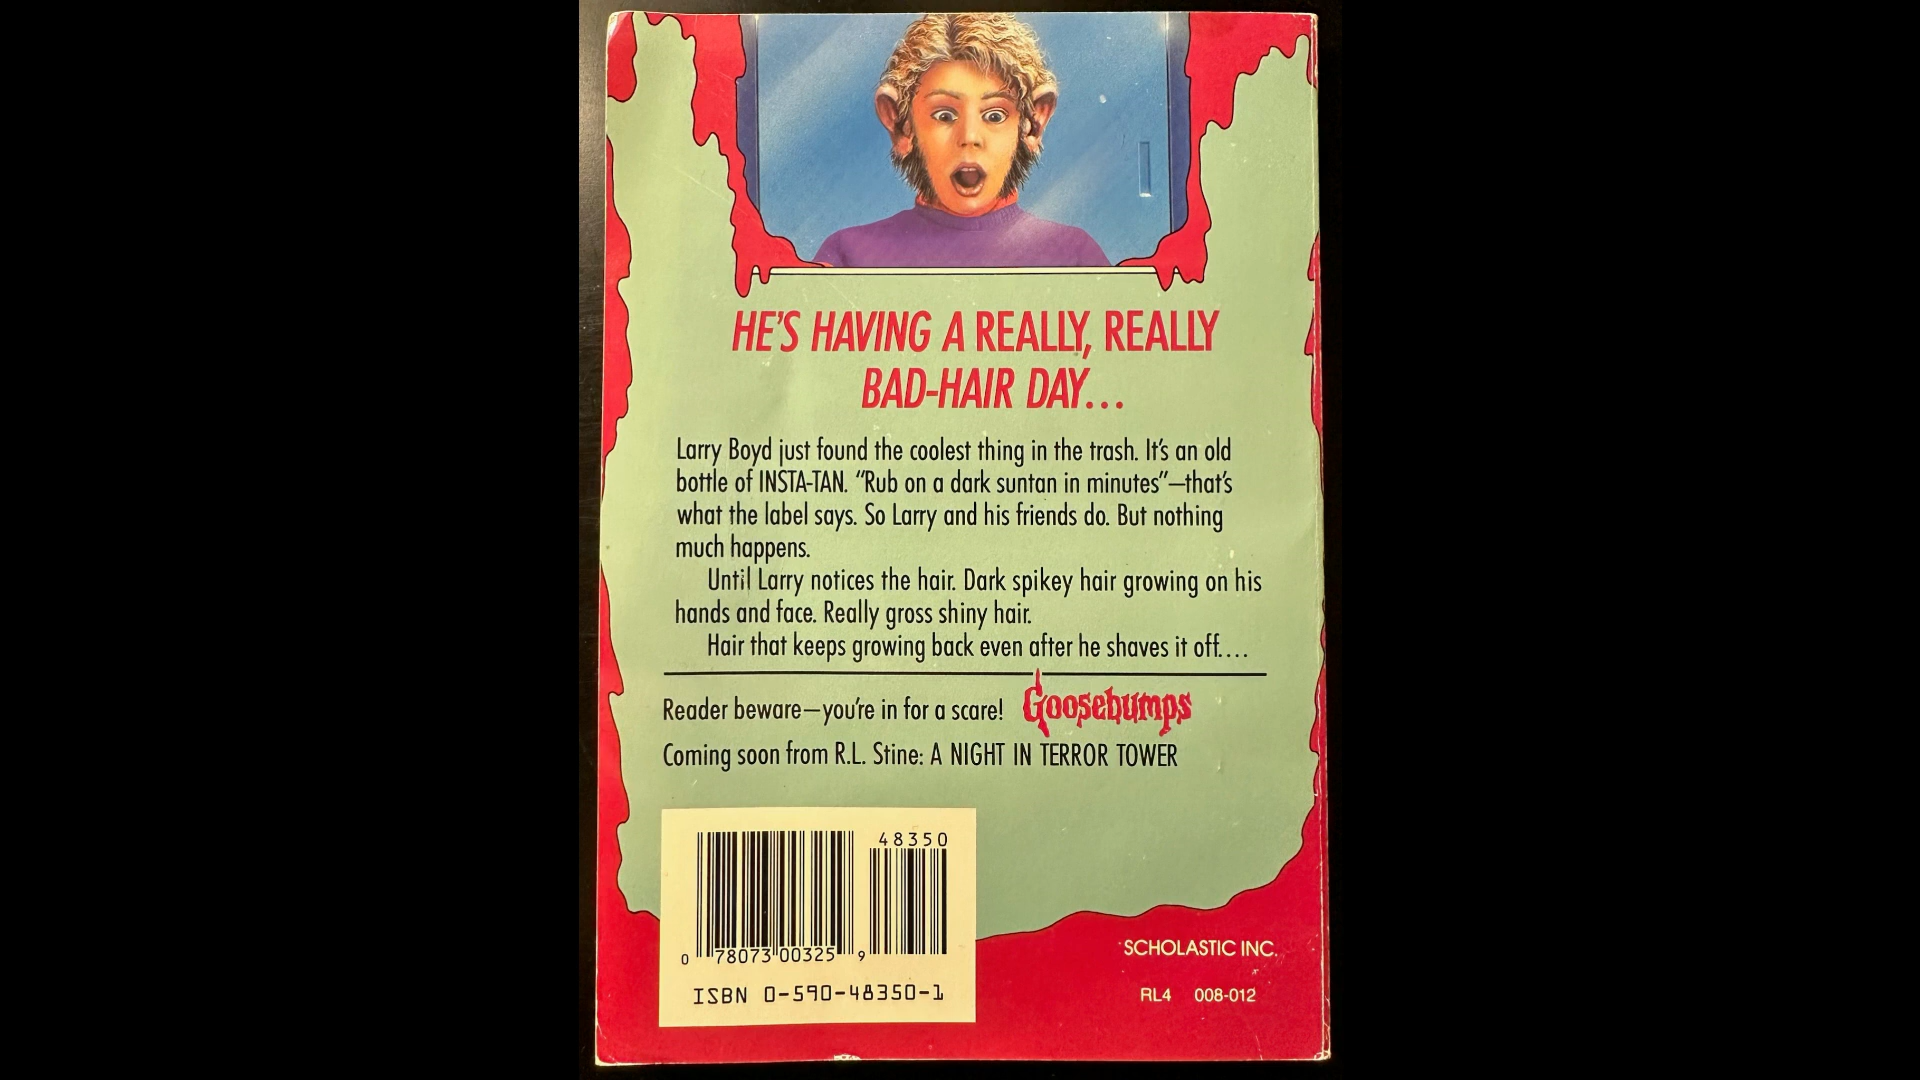 HE'S HAVING A REALLY, REALLY
BAD-HAIR DAY...
Larry Boyd just found the coolest thing in the trash. It's an old
bottle of INSTA-TAN. “Rub on a dark suntan in minutes”—that's
what the label says. So Larry and his friends do. But nothing
much happens.
Until Larry notices the hair. Dark spikey hair growing on his
hands and face. Really gross shiny hair.
Hair that keeps growing back even after he shaves it off....
Reader beware—you're in for a scare! Goosebumps
Coming soon from R.L. Stine: A NIGHT IN TERROR TOWER
48350
0 78073 00325 9
ISBN 0-590-48350-1
SCHOLASTIC INC.
RL4 008-012